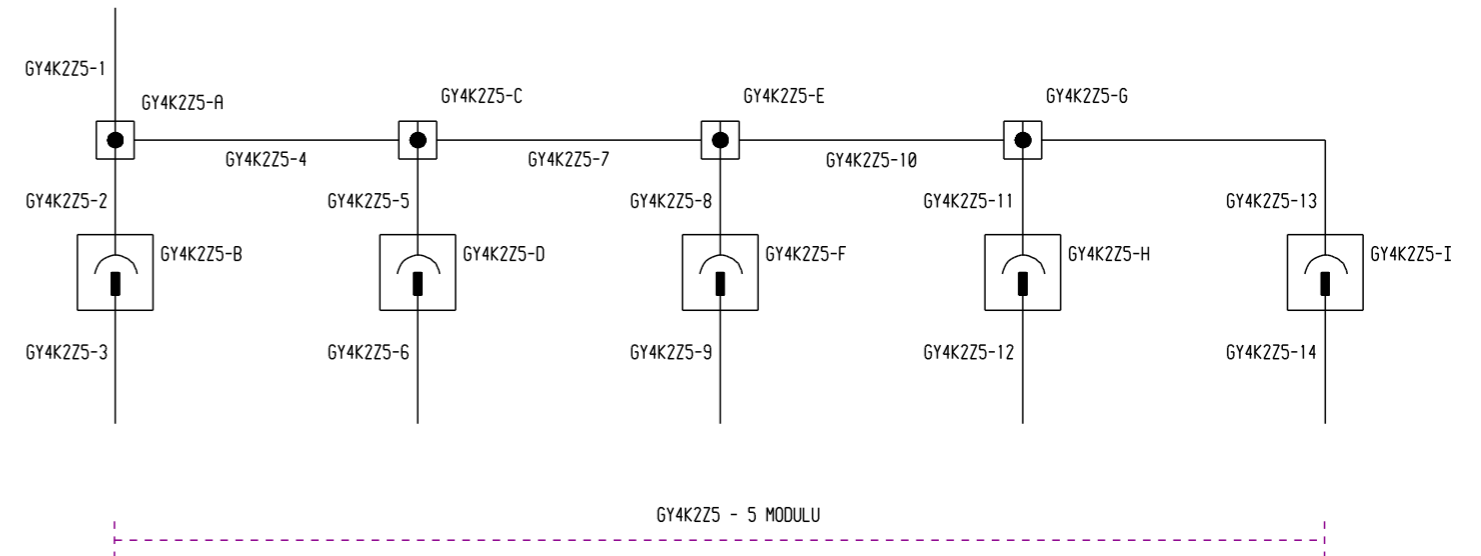 GY4K2Z5-1
GY4K2Z5-A
GY4K2Z5-C
GY4K2Z5-E
GY4K2Z5-G
GY4K2Z5-4
GY4K2Z5-7
GY4K2Z5-10
GY4K2Z5-2
GY4K2Z5-5
GY4K2Z5-8
GY4K2Z5-11
GY4K2Z5-13
GY4K2Z5-B
GY4K2Z5-D
GY4K2Z5-F
GY4K2Z5-H
GY4K2Z5-I
GY4K2Z5-3
GY4K2Z5-6
GY4K2Z5-9
GY4K2Z5-12
GY4K2Z5-14
GY4K2Z5 - 5 MODULU